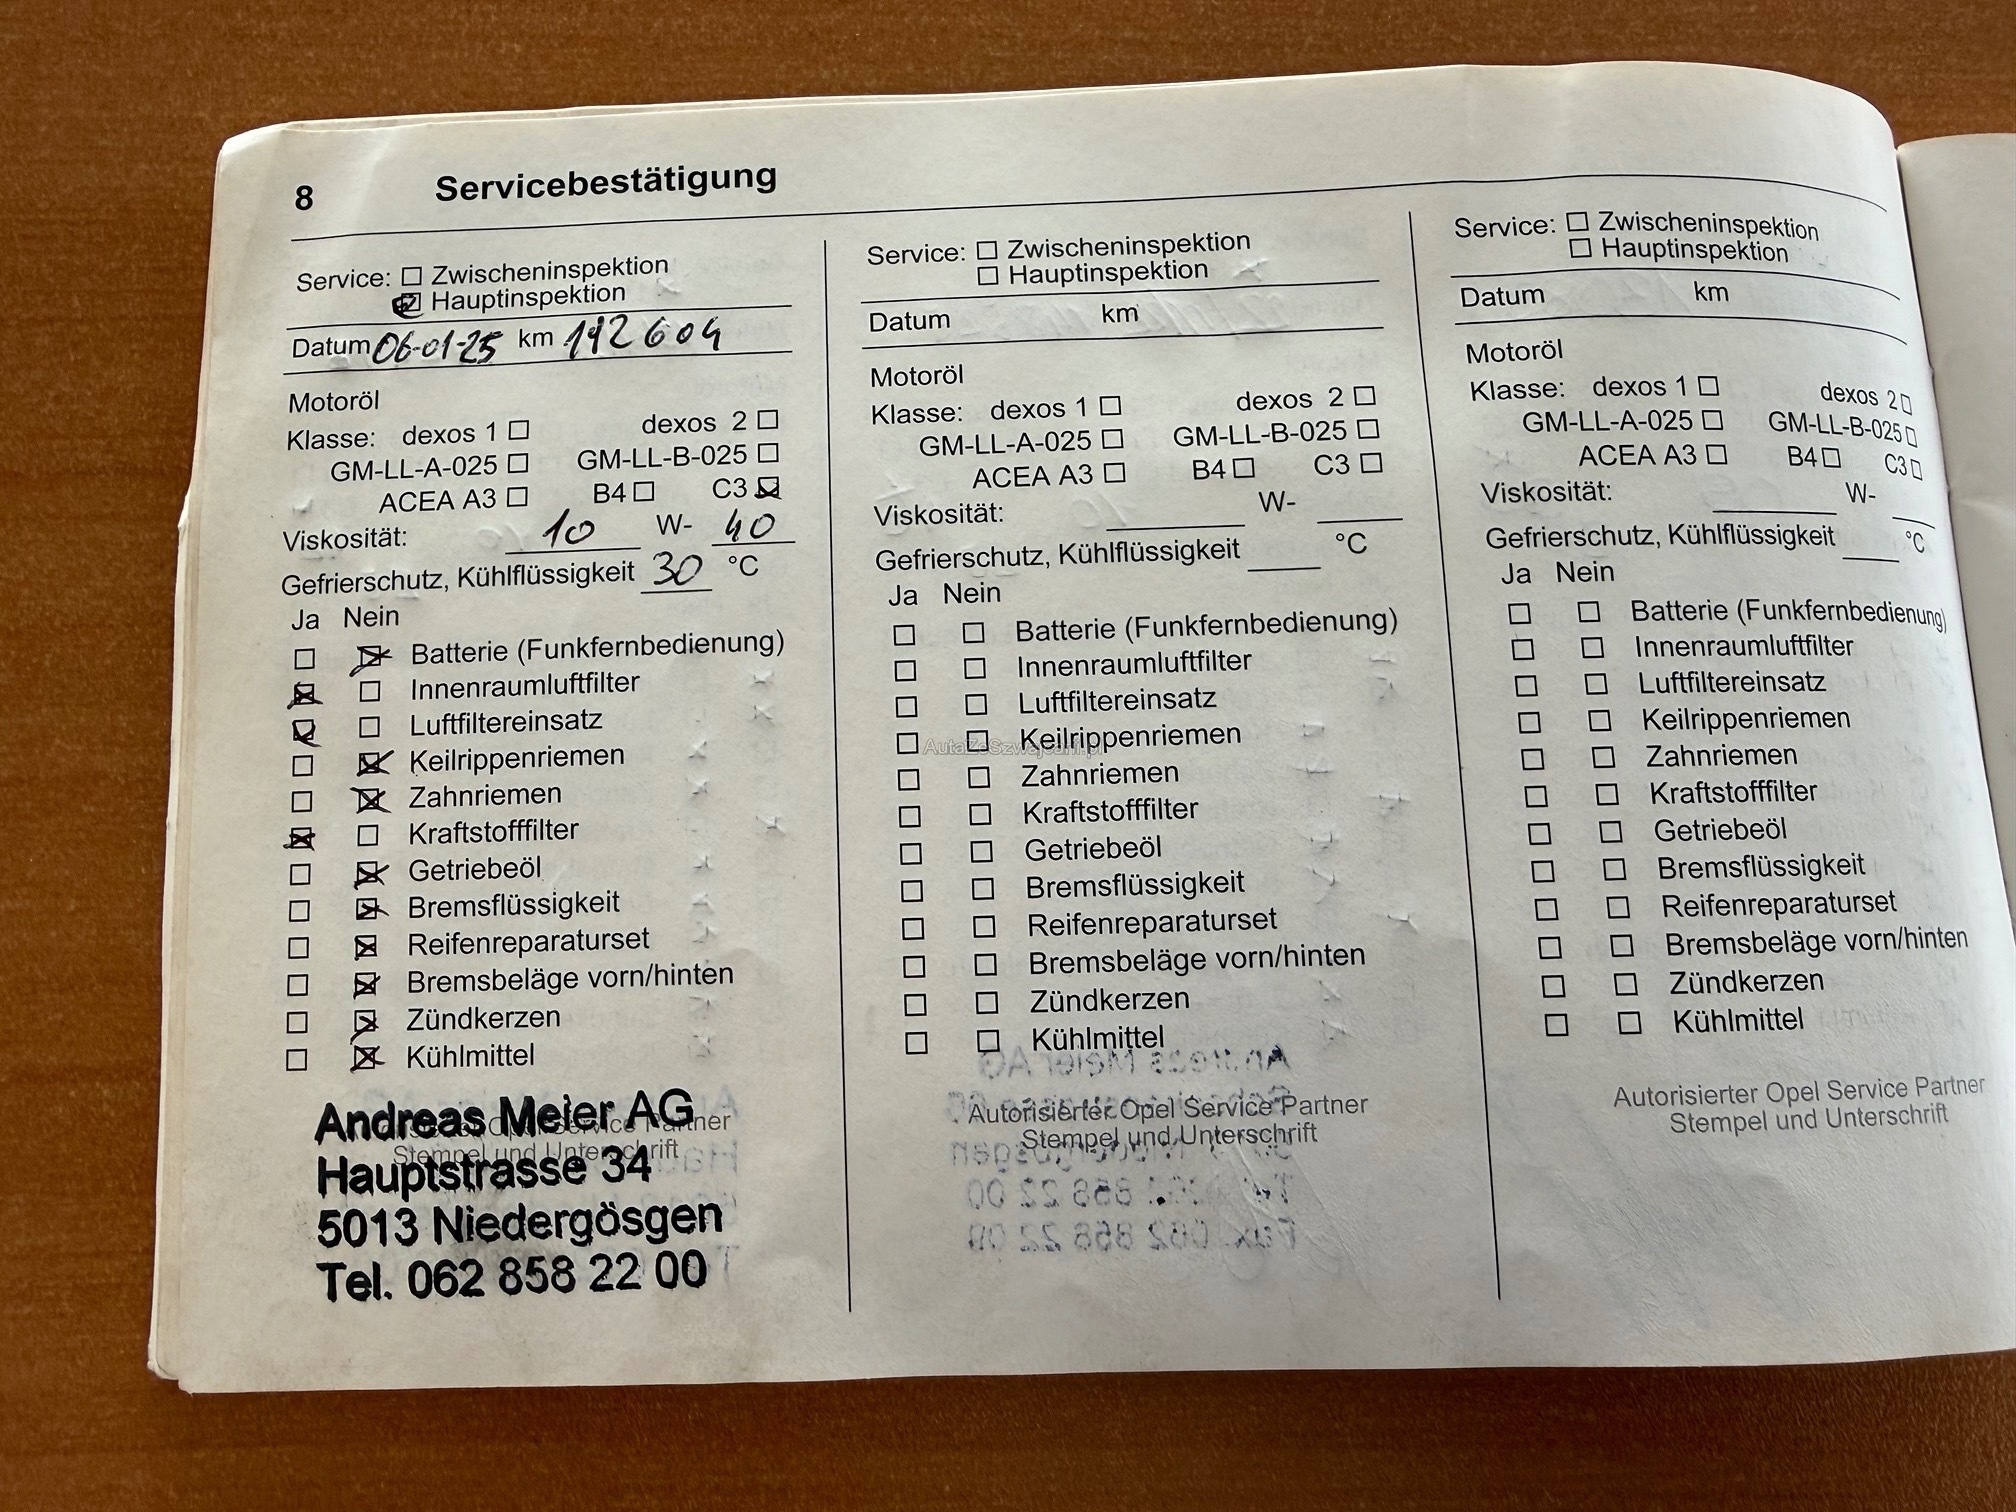 8 Servicebestätigung
Service: ☐ Zwischeninspektion
☒ Hauptinspektion
Datum 06-01-25 km 142604
Motoröl
Klasse: dexos 1 ☐ dexos 2 ☐
GM-LL-A-025 ☐ GM-LL-B-025 ☐
ACEA A3 ☐ B4 ☐ C3 ☒
Viskosität: 10 W- 40
Gefrierschutz, Kühlflüssigkeit 30 °C
Ja Nein
☐ ☒ Batterie (Funkfernbedienung)
☒ ☐ Innenraumluftfilter
☒ ☐ Luftfiltereinsatz
☐ ☒ Keilrippenriemen
☐ ☒ Zahnriemen
☒ ☐ Kraftstofffilter
☐ ☒ Getriebeöl
☐ ☒ Bremsflüssigkeit
☐ ☒ Reifenreparaturset
☐ ☒ Bremsbeläge vorn/hinten
☐ ☒ Zündkerzen
☐ ☒ Kühlmittel
Andreas Meier AG
Service Partner
Stempel und Unterschrift
Hauptstrasse 34
5013 Niedergösgen
Tel. 062 858 22 00
Service: ☐ Zwischeninspektion
☐ Hauptinspektion
Datum km
Motoröl
Klasse: dexos 1 ☐ dexos 2 ☐
GM-LL-A-025 ☐ GM-LL-B-025 ☐
ACEA A3 ☐ B4 ☐ C3 ☐
Viskosität: W-
Gefrierschutz, Kühlflüssigkeit °C
Ja Nein
☐ ☐ Batterie (Funkfernbedienung)
☐ ☐ Innenraumluftfilter
☐ ☐ Luftfiltereinsatz
☐ ☐ Keilrippenriemen
AutaZeSzwajcarii.pl
☐ ☐ Zahnriemen
☐ ☐ Kraftstofffilter
☐ ☐ Getriebeöl
☐ ☐ Bremsflüssigkeit
☐ ☐ Reifenreparaturset
☐ ☐ Bremsbeläge vorn/hinten
☐ ☐ Zündkerzen
☐ ☐ Kühlmittel
Autorisierter Opel Service Partner
Stempel und Unterschrift
Service: ☐ Zwischeninspektion
☐ Hauptinspektion
Datum km
Motoröl
Klasse: dexos 1 ☐ dexos 2 ☐
GM-LL-A-025 ☐ GM-LL-B-025 ☐
ACEA A3 ☐ B4 ☐ C3 ☐
Viskosität: W-
Gefrierschutz, Kühlflüssigkeit °C
Ja Nein
☐ ☐ Batterie (Funkfernbedienung)
☐ ☐ Innenraumluftfilter
☐ ☐ Luftfiltereinsatz
☐ ☐ Keilrippenriemen
☐ ☐ Zahnriemen
☐ ☐ Kraftstofffilter
☐ ☐ Getriebeöl
☐ ☐ Bremsflüssigkeit
☐ ☐ Reifenreparaturset
☐ ☐ Bremsbeläge vorn/hinten
☐ ☐ Zündkerzen
☐ ☐ Kühlmittel
Autorisierter Opel Service Partner
Stempel und Unterschrift